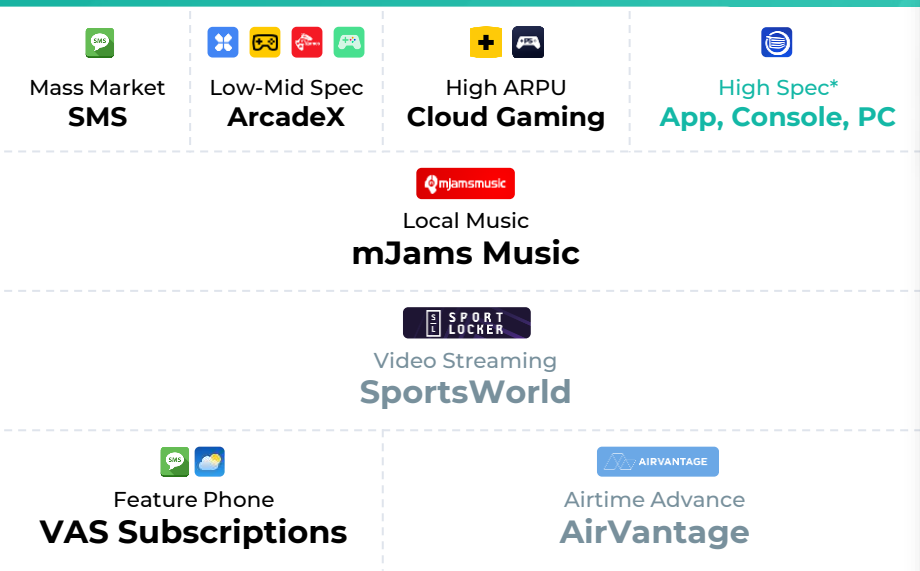 SMS
Mass Market
SMS
Low-Mid Spec
ArcadeX
High ARPU
Cloud Gaming
High Spec*
App, Console, PC
mjamsmusic
Local Music
mJams Music
S/L SPORT
LOCKER
Video Streaming
SportsWorld
SMS
Feature Phone
VAS Subscriptions
AIRVANTAGE
Airtime Advance
AirVantage